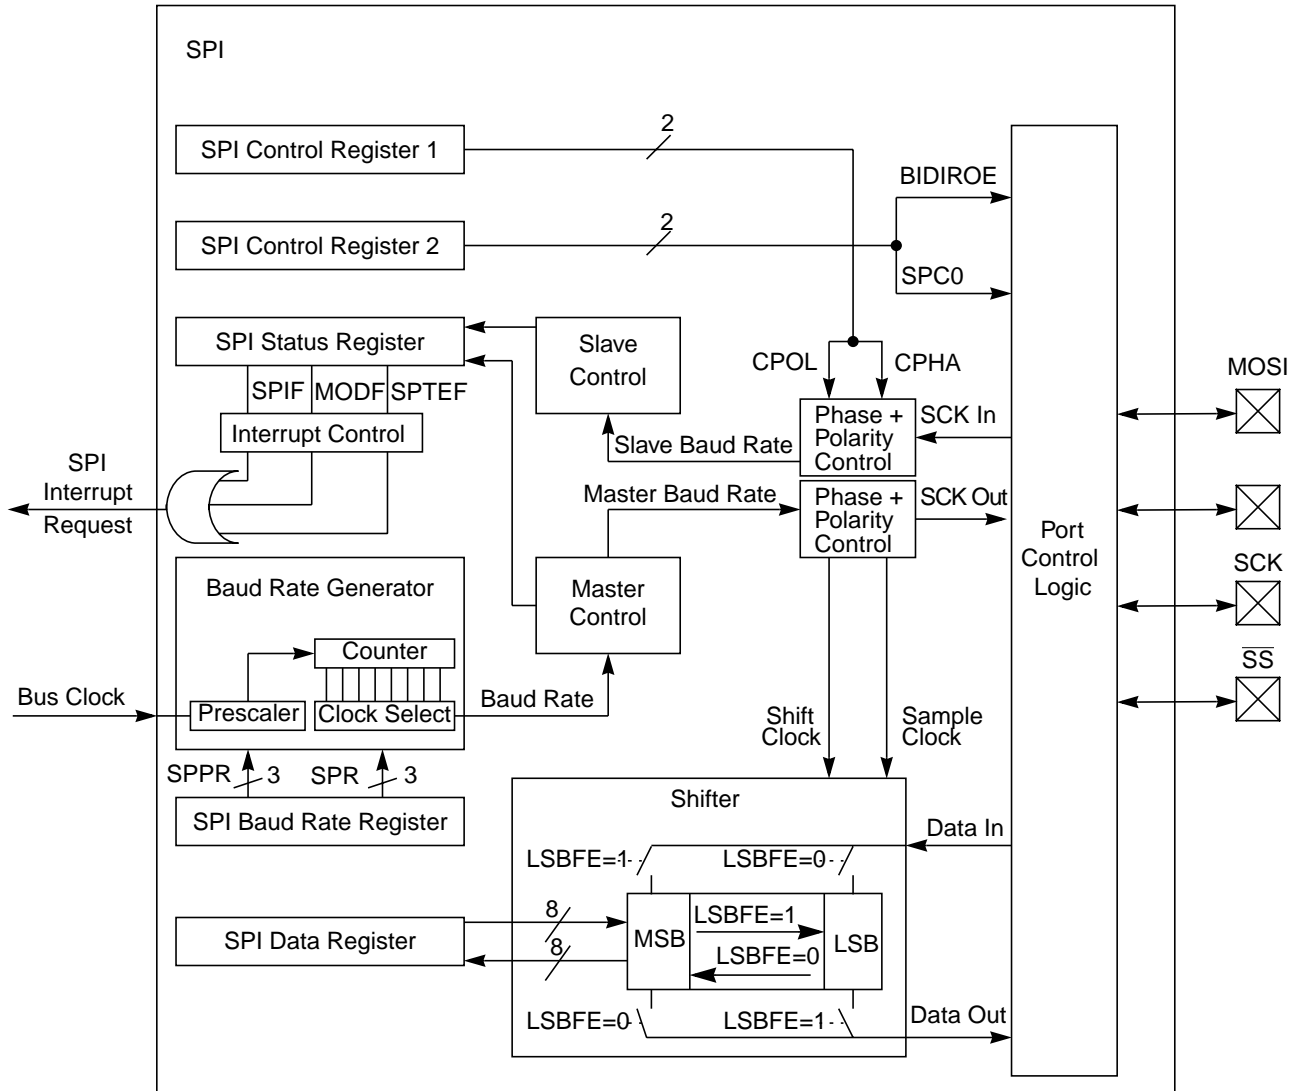 SPI
SPI Control Register 1
2
BIDIROE
SPI Control Register 2
2
SPC0
SPI Status Register
Slave
Control
CPOL
CPHA
MOSI
SPIF
MODF
SPTEF
Interrupt Control
Phase +
Polarity
Control
SCK In
Slave Baud Rate
SPI
Interrupt
Request
Master Baud Rate
Phase +
Polarity
Control
SCK Out
Port
Control
Logic
SCK
Baud Rate Generator
Master
Control
Counter
SS
Bus Clock
Prescaler
Clock Select
Baud Rate
Shift
Clock
Sample
Clock
SPPR
3
SPR
3
SPI Baud Rate Register
Shifter
Data In
LSBFE=1
LSBFE=0
8
SPI Data Register
8
MSB
LSBFE=1
LSBFE=0
LSB
LSBFE=0
LSBFE=1
Data Out